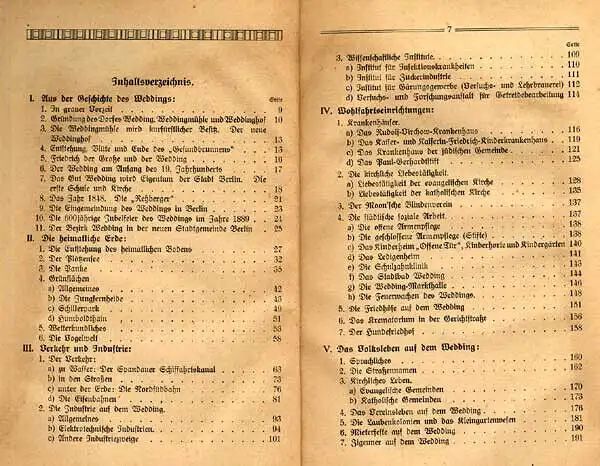 Inhaltsverzeichnis.
I. Aus der Geschichte des Weddings: Seite
1. In grauer Vorzeit 9
2. Gründung des Dorfes Wedding, Weddingmühle und Weddinghof 10
3. Die Weddingmühle wird kurfürstlicher Besitz. Der neue
Weddinghof 13
4. Entstehung, Blüte und Ende des „Gesundbrunnens" 13
5. Friedrich der Große und der Wedding 16
6. Der Wedding am Anfang des 19. Jahrhunderts 17
7. Das Gut Wedding wird Eigentum der Stadt Berlin. Die
erste Schule und Kirche 18
8. Das Jahr 1848. Die „Rehberger" 21
9. Die Eingemeindung des Weddings in Berlin 23
10. Die 600jährige Jubelfeier des Weddings im Jahre 1889 24
11. Der Bezirk Wedding in der neuen Stadtgemeinde Berlin 25
II. Die heimatliche Erde:
1. Die Entstehung des heimatlichen Bodens 27
2. Der Plötzensee 32
3. Die Panke 35
4. Grünflächen
a) Allgemeines 42
b) Die Jungfernheide 43
c) Schillerpark 49
d) Humboldthain 51
5. Wetterkundliches 53
6. Die Vogelwelt 58
III. Verkehr und Industrie:
1. Der Verkehr:
a) zu Wasser: Der Spandauer Schiffahrtskanal 63
b) in den Straßen 73
c) unter der Erde: Die Nordsüdbahn 76
d) Die Eisenbahnen 81
2. Die Industrie auf dem Wedding.
a) Allgemeines 93
b) Elektrotechnische Industrien. 94
c) Andere Industriezweige 101
7
Seite
3. Wissenschaftliche Institute. 109
a) Institut für Infektionskrankheiten 110
b) Institut für Zuckerindustrie 111
c) Institut für Gärungsgewerbe (Versuchs- und Lehrbrauerei) 112
d) Versuchs- und Forschungsanstalt für Getreidebearbeitung 114
IV. Wohlfahrtseinrichtungen:
1. Krankenhäuser.
a) Das Rudolf-Virchow-Krankenhaus 116
b) Das Kaiser- und Kaiserin-Friedrich-Kinderkrankenhaus 119
c) Das Krankenhaus der jüdischen Gemeinde 121
d) Das Paul-Gerhardtstift 125
2. Die kirchliche Liebestätigkeit.
a) Liebestätigkeit der evangelischen Kirche 128
b) Liebestätigkeit der katholischen Kirche 135
3. Der Moon'sche Blindenverein 137
4. Die städtische soziale Arbeit.
a) Die offene Armenpflege 137
b) Die geschlossene Armenpflege (Stifte) 138
c) Das Kinderheim „Offene Tür", Kinderhorte und Kindergärten 140
d) Das Ledigenheim 141
e) Die Schulzahnklinik 143
f) Das Stadtbad Wedding 144
g) Die Wedding-Markthalle 146
h) Die Feuerwachen des Weddings. 148
5. Die Friedhöfe auf dem Wedding 151
6. Das Krematorium in der Gerichtstraße 156
7. Der Hundefriedhof 158
V. Das Volksleben auf dem Wedding:
1. Sprachliches 160
2. Die Straßennamen 162
3. Kirchliches Leben.
a) Evangelische Gemeinden 170
b) Katholische Gemeinden 173
4. Das Vereinsleben auf dem Wedding 176
5. Die Laubenkolonien und das Kleingartenwesen 181
6. Mieterfeste auf dem Wedding 190
7. Zigeuner auf dem Wedding 191